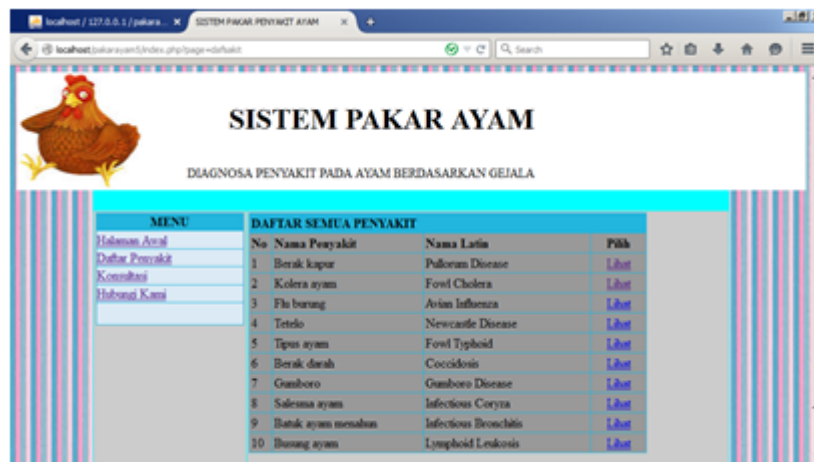 localhost / 127.0.0.1 / pakara...
SISTEM PAKAR PENYAKIT AYAM
localhost/pakarayam5/index.php?page=dafsakit
Search
SISTEM PAKAR AYAM
DIAGNOSA PENYAKIT PADA AYAM BERDASARKAN GEJALA
MENU
Halaman Awal
Daftar Penyakit
Konsultasi
Hubungi Kami
DAFTAR SEMUA PENYAKIT
No Nama Penyakit Nama Latin Pilih
1 Berak kapur Pullorum Disease Lihat
2 Kolera ayam Fowl Cholera Lihat
3 Flu burung Avian Influenza Lihat
4 Tetelo Newcastle Disease Lihat
5 Tipus ayam Fowl Typhoid Lihat
6 Berak darah Coccidosis Lihat
7 Gumboro Gumboro Disease Lihat
8 Salesma ayam Infectious Coryza Lihat
9 Batuk ayam menahun Infectious Bronchitis Lihat
10 Busung ayam Lymphoid Leukosis Lihat